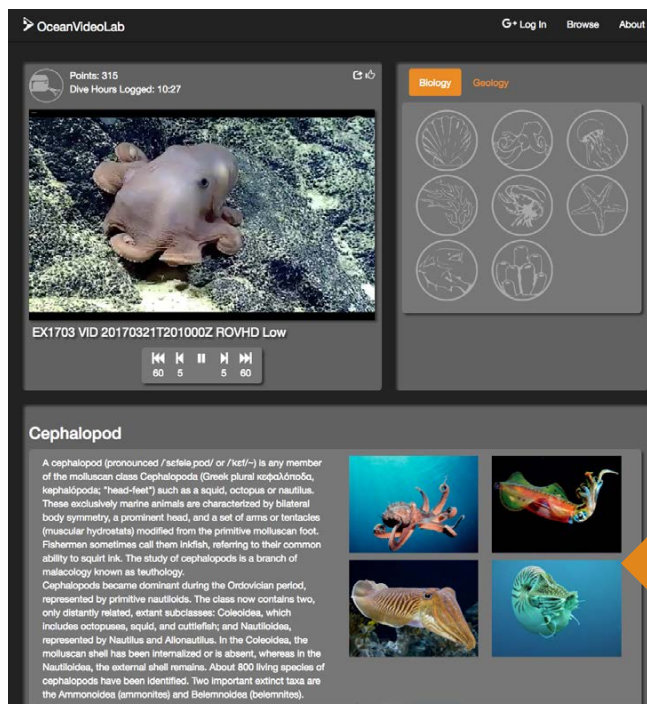 OceanVideoLab
G+ Log In Browse About
Points: 315
Dive Hours Logged: 10:27
Biology Geology
EX1703 VID 20170321T201000Z ROVHD Low
60 5 5 60
Cephalopod
A cephalopod (pronounced /ˈsɛfələˌpɒd/ or /ˈkɛf/–) is any member
of the molluscan class Cephalopoda (Greek plural κεφαλόποδα,
kephalópoda; "head-feet") such as a squid, octopus or nautilus.
These exclusively marine animals are characterized by bilateral
body symmetry, a prominent head, and a set of arms or tentacles
(muscular hydrostats) modified from the primitive molluscan foot.
Fishermen sometimes call them inkfish, referring to their common
ability to squirt ink. The study of cephalopods is a branch of
malacology known as teuthology.
Cephalopods became dominant during the Ordovician period,
represented by primitive nautiloids. The class now contains two,
only distantly related, extant subclasses: Coleoidea, which
includes octopuses, squid, and cuttlefish; and Nautiloidea,
represented by Nautilus and Allonautilus. In the Coleoidea, the
molluscan shell has been internalized or is absent, whereas in the
Nautiloidea, the external shell remains. About 800 living species of
cephalopods have been identified. Two important extinct taxa are
the Ammonoidea (ammonites) and Belemnoidea (belemnites).